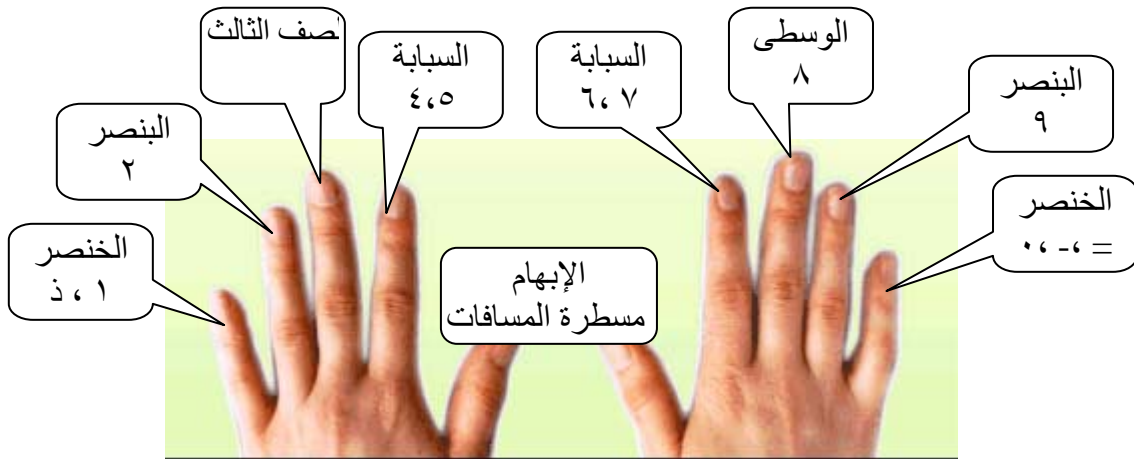 لصف الثالث
الوسطى
٨
السبابة
٧ ،٦
السبابة
٤،٥
البنصر
٩
البنصر
٢
الخنصر
= ،- ،٠
الخنصر
١ ، ذ
الإبهام
مسطرة المسافات